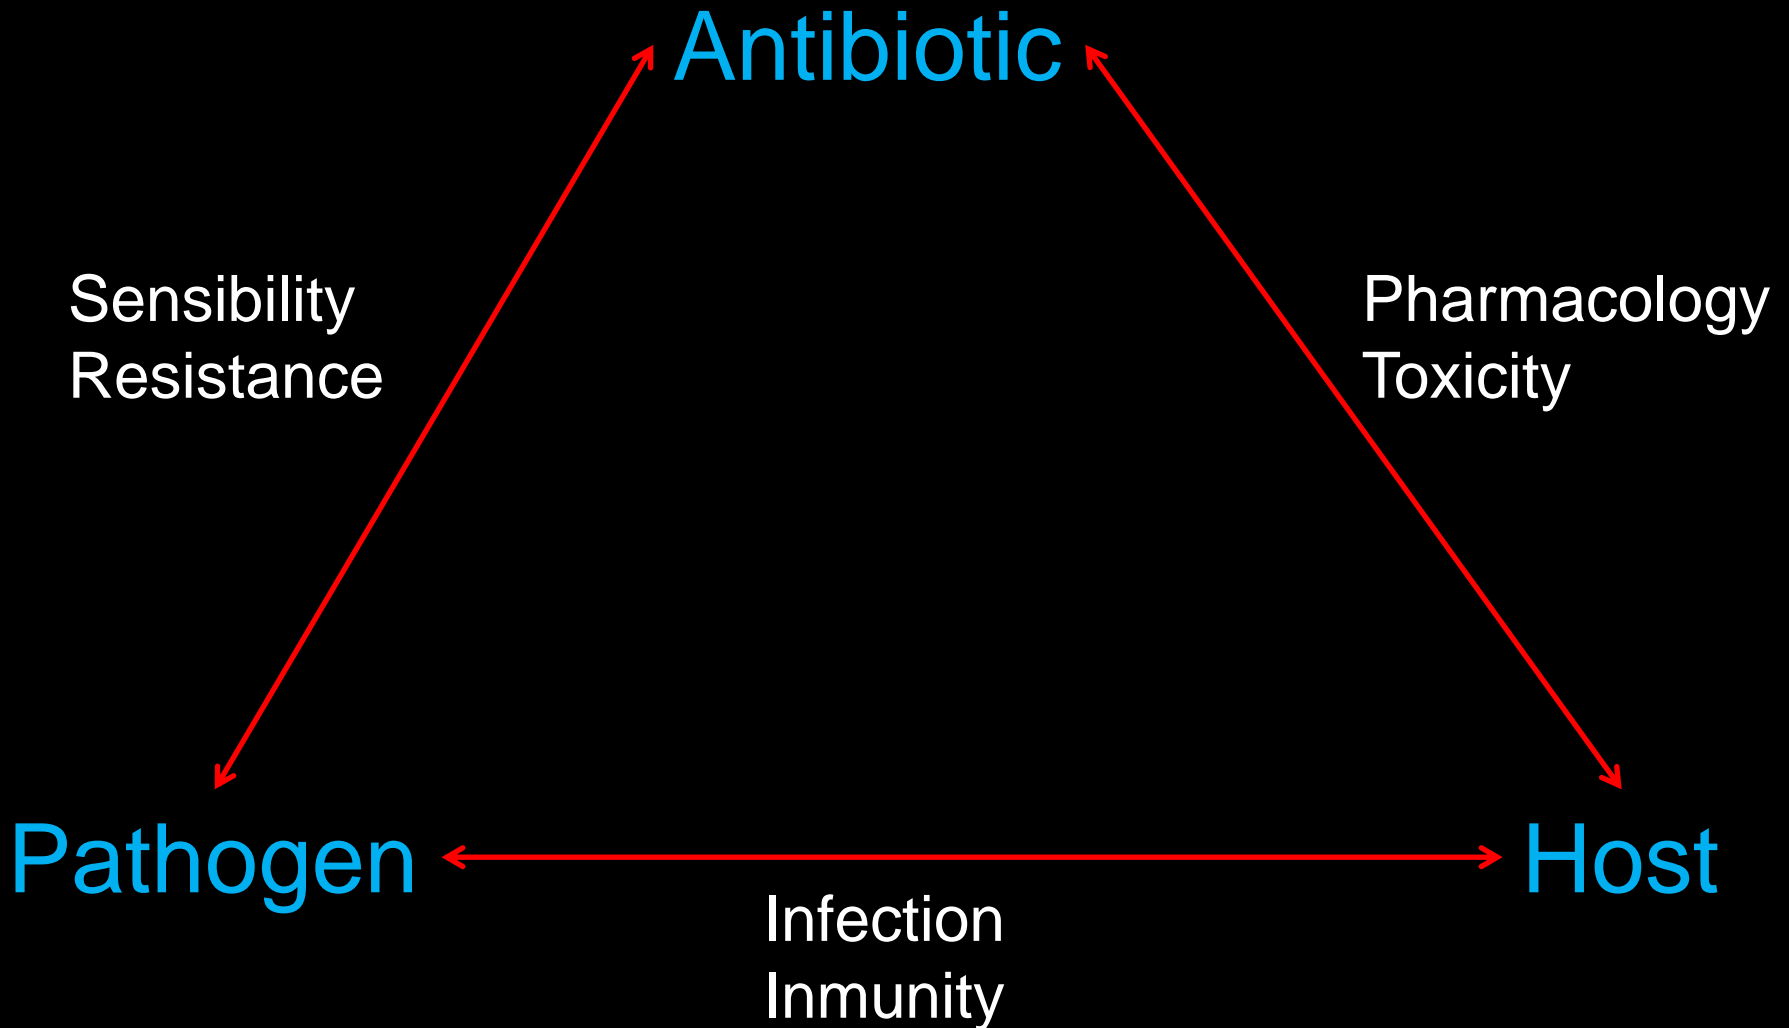 Antibiotic
Sensibility
Resistance
Pharmacology
Toxicity
Pathogen
Host
Infection
Inmunity